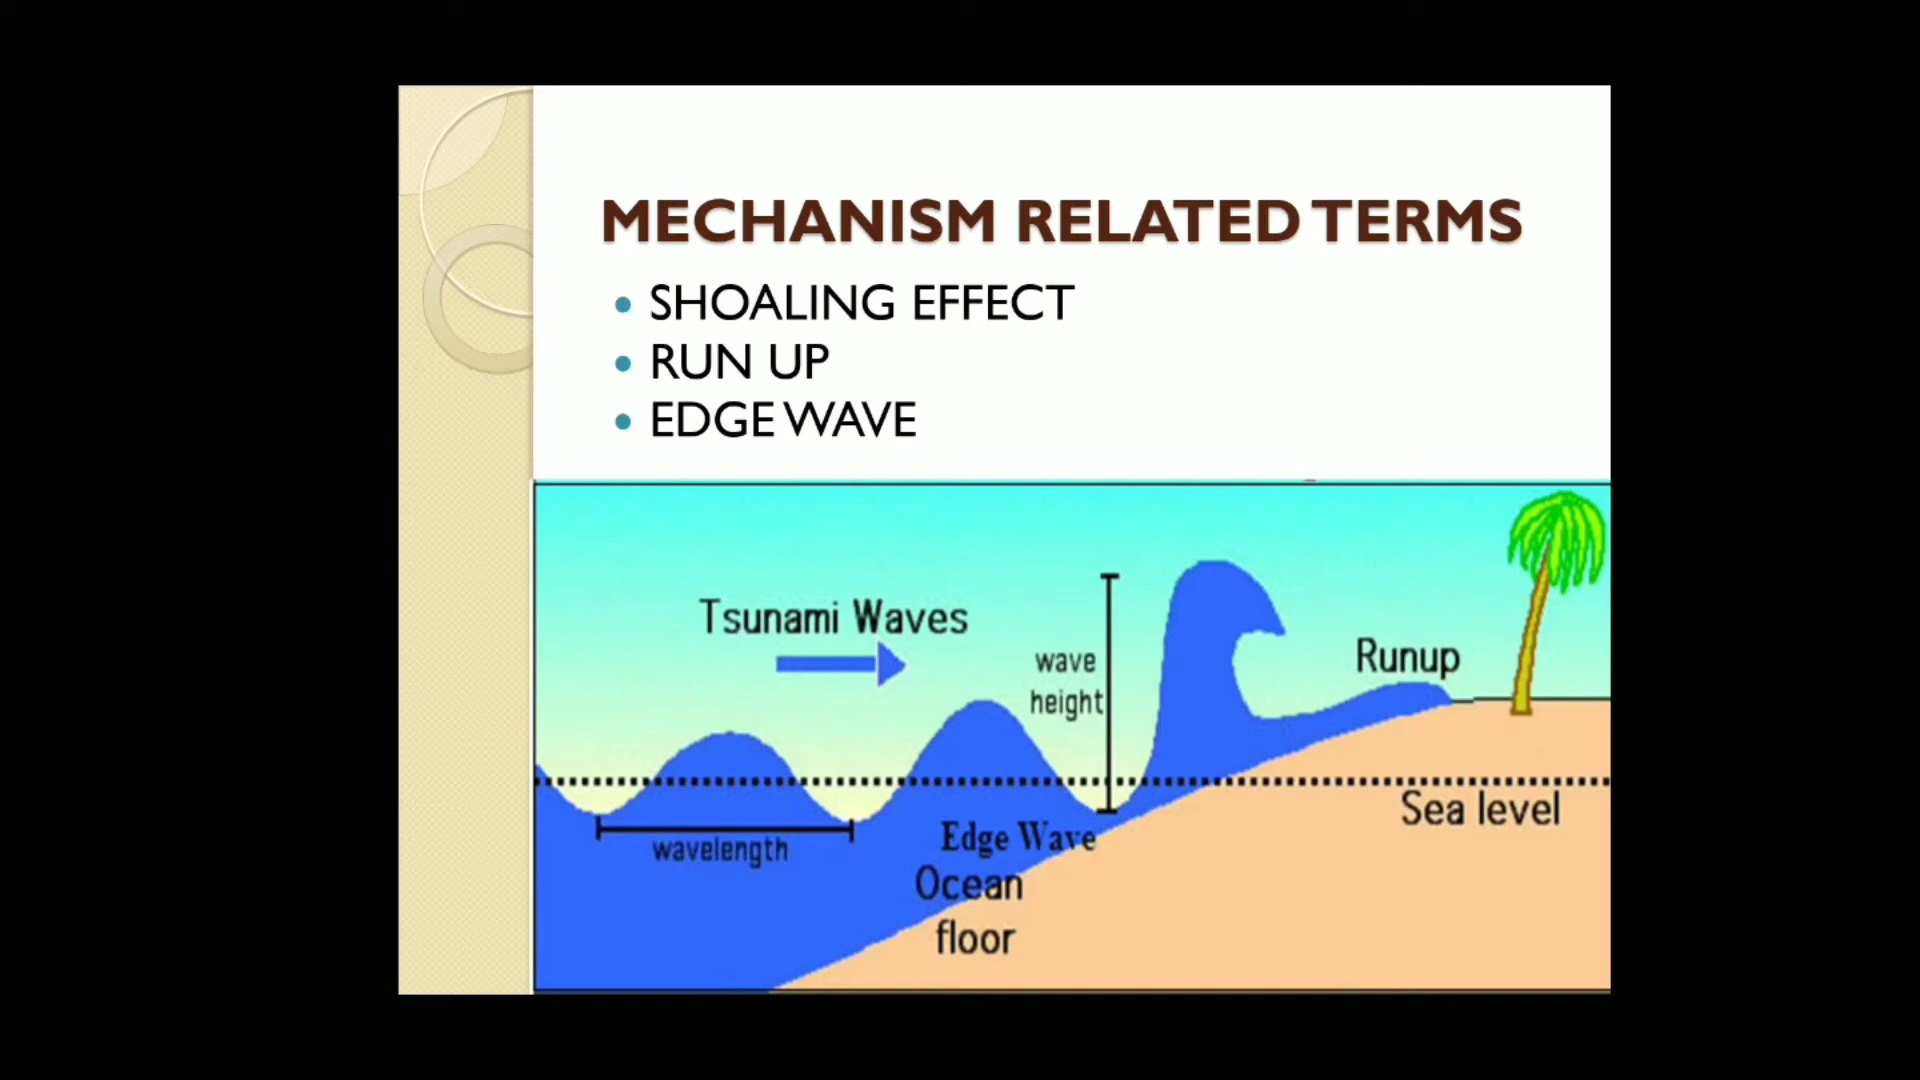 MECHANISM RELATED TERMS
• SHOALING EFFECT
• RUN UP
• EDGE WAVE
Tsunami Waves
wave
height
Runup
Sea level
wavelength
Edge Wave
Ocean
floor